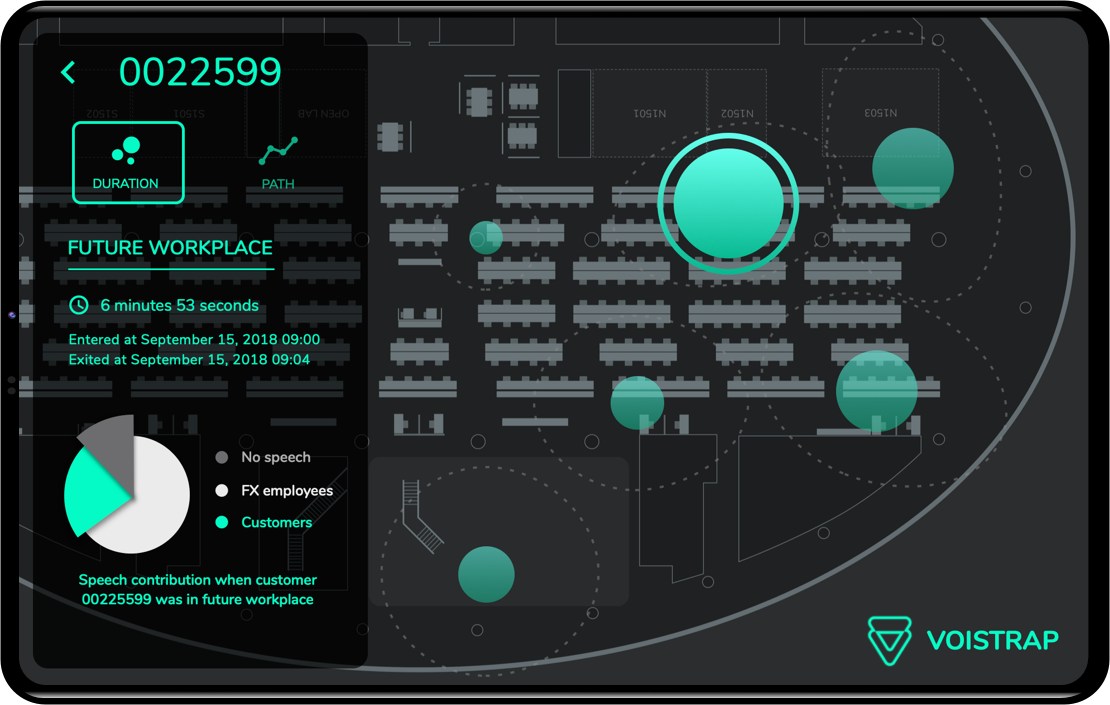 0022599
N1502
N1501
OPEN LAB
N1501
N1502
N1503
DURATION
PATH
FUTURE WORKPLACE
6 minutes 53 seconds
Entered at September 15, 2018 09:00
Exited at September 15, 2018 09:04
No speech
FX employees
Customers
Speech contribution when customer
00225599 was in future workplace
VOISTRAP